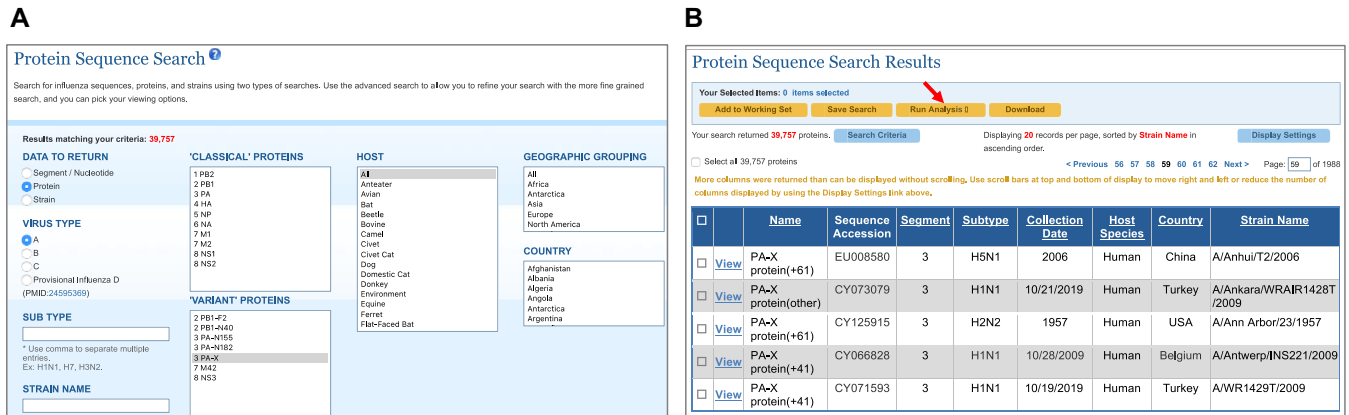 A
Protein Sequence Search ?
Search for influenza sequences, proteins, and strains using two types of searches. Use the advanced search to allow you to refine your search with the more fine grained
search, and you can pick your viewing options.
Results matching your criteria: 39,757
DATA TO RETURN
Segment / Nucleotide
Protein
Strain
VIRUS TYPE
A
B
C
Provisional Influenza D
(PMID:24595369)
SUB TYPE
* Use comma to separate multiple
entries.
Ex: H1N1, H7, H3N2.
STRAIN NAME
'CLASSICAL' PROTEINS
1 PB2
2 PB1
3 PA
4 HA
5 NP
6 NA
7 M1
7 M2
8 NS1
8 NS2
'VARIANT' PROTEINS
2 PB1-F2
2 PB1-N40
3 PA-N155
3 PA-N182
3 PA-X
7 M42
8 NS3
HOST
All
Anteater
Avian
Bat
Beetle
Bovine
Camel
Civet
Civet Cat
Dog
Domestic Cat
Donkey
Environment
Equine
Ferret
Flat-Faced Bat
GEOGRAPHIC GROUPING
All
Africa
Antarctica
Asia
Europe
North America
COUNTRY
Afghanistan
Albania
Algeria
Angola
Antarctica
Argentina
B
Protein Sequence Search Results
Your Selected Items: 0 items selected
Add to Working Set Save Search Run Analysis ▯ Download
Your search returned 39,757 proteins. Search Criteria Displaying 20 records per page, sorted by Strain Name in
ascending order. Display Settings
Select all 39,757 proteins < Previous 56 57 58 59 60 61 62 Next > Page: 59 of 1988
More columns were returned than can be displayed without scrolling. Use scroll bars at top and bottom of display to move right and left or reduce the number of
columns displayed by using the Display Settings link above.
Name Sequence Accession Segment Subtype Collection Date Host Species Country Strain Name
View PA-X protein(+61) EU008580 3 H5N1 2006 Human China A/Anhui/T2/2006
View PA-X protein(other) CY073079 3 H1N1 10/21/2019 Human Turkey A/Ankara/WRAIR1428T/2009
View PA-X protein(+61) CY125915 3 H2N2 1957 Human USA A/Ann Arbor/23/1957
View PA-X protein(+41) CY066828 3 H1N1 10/28/2009 Human Belgium A/Antwerp/INS221/2009
View PA-X protein(+41) CY071593 3 H1N1 10/19/2019 Human Turkey A/WR1429T/2009